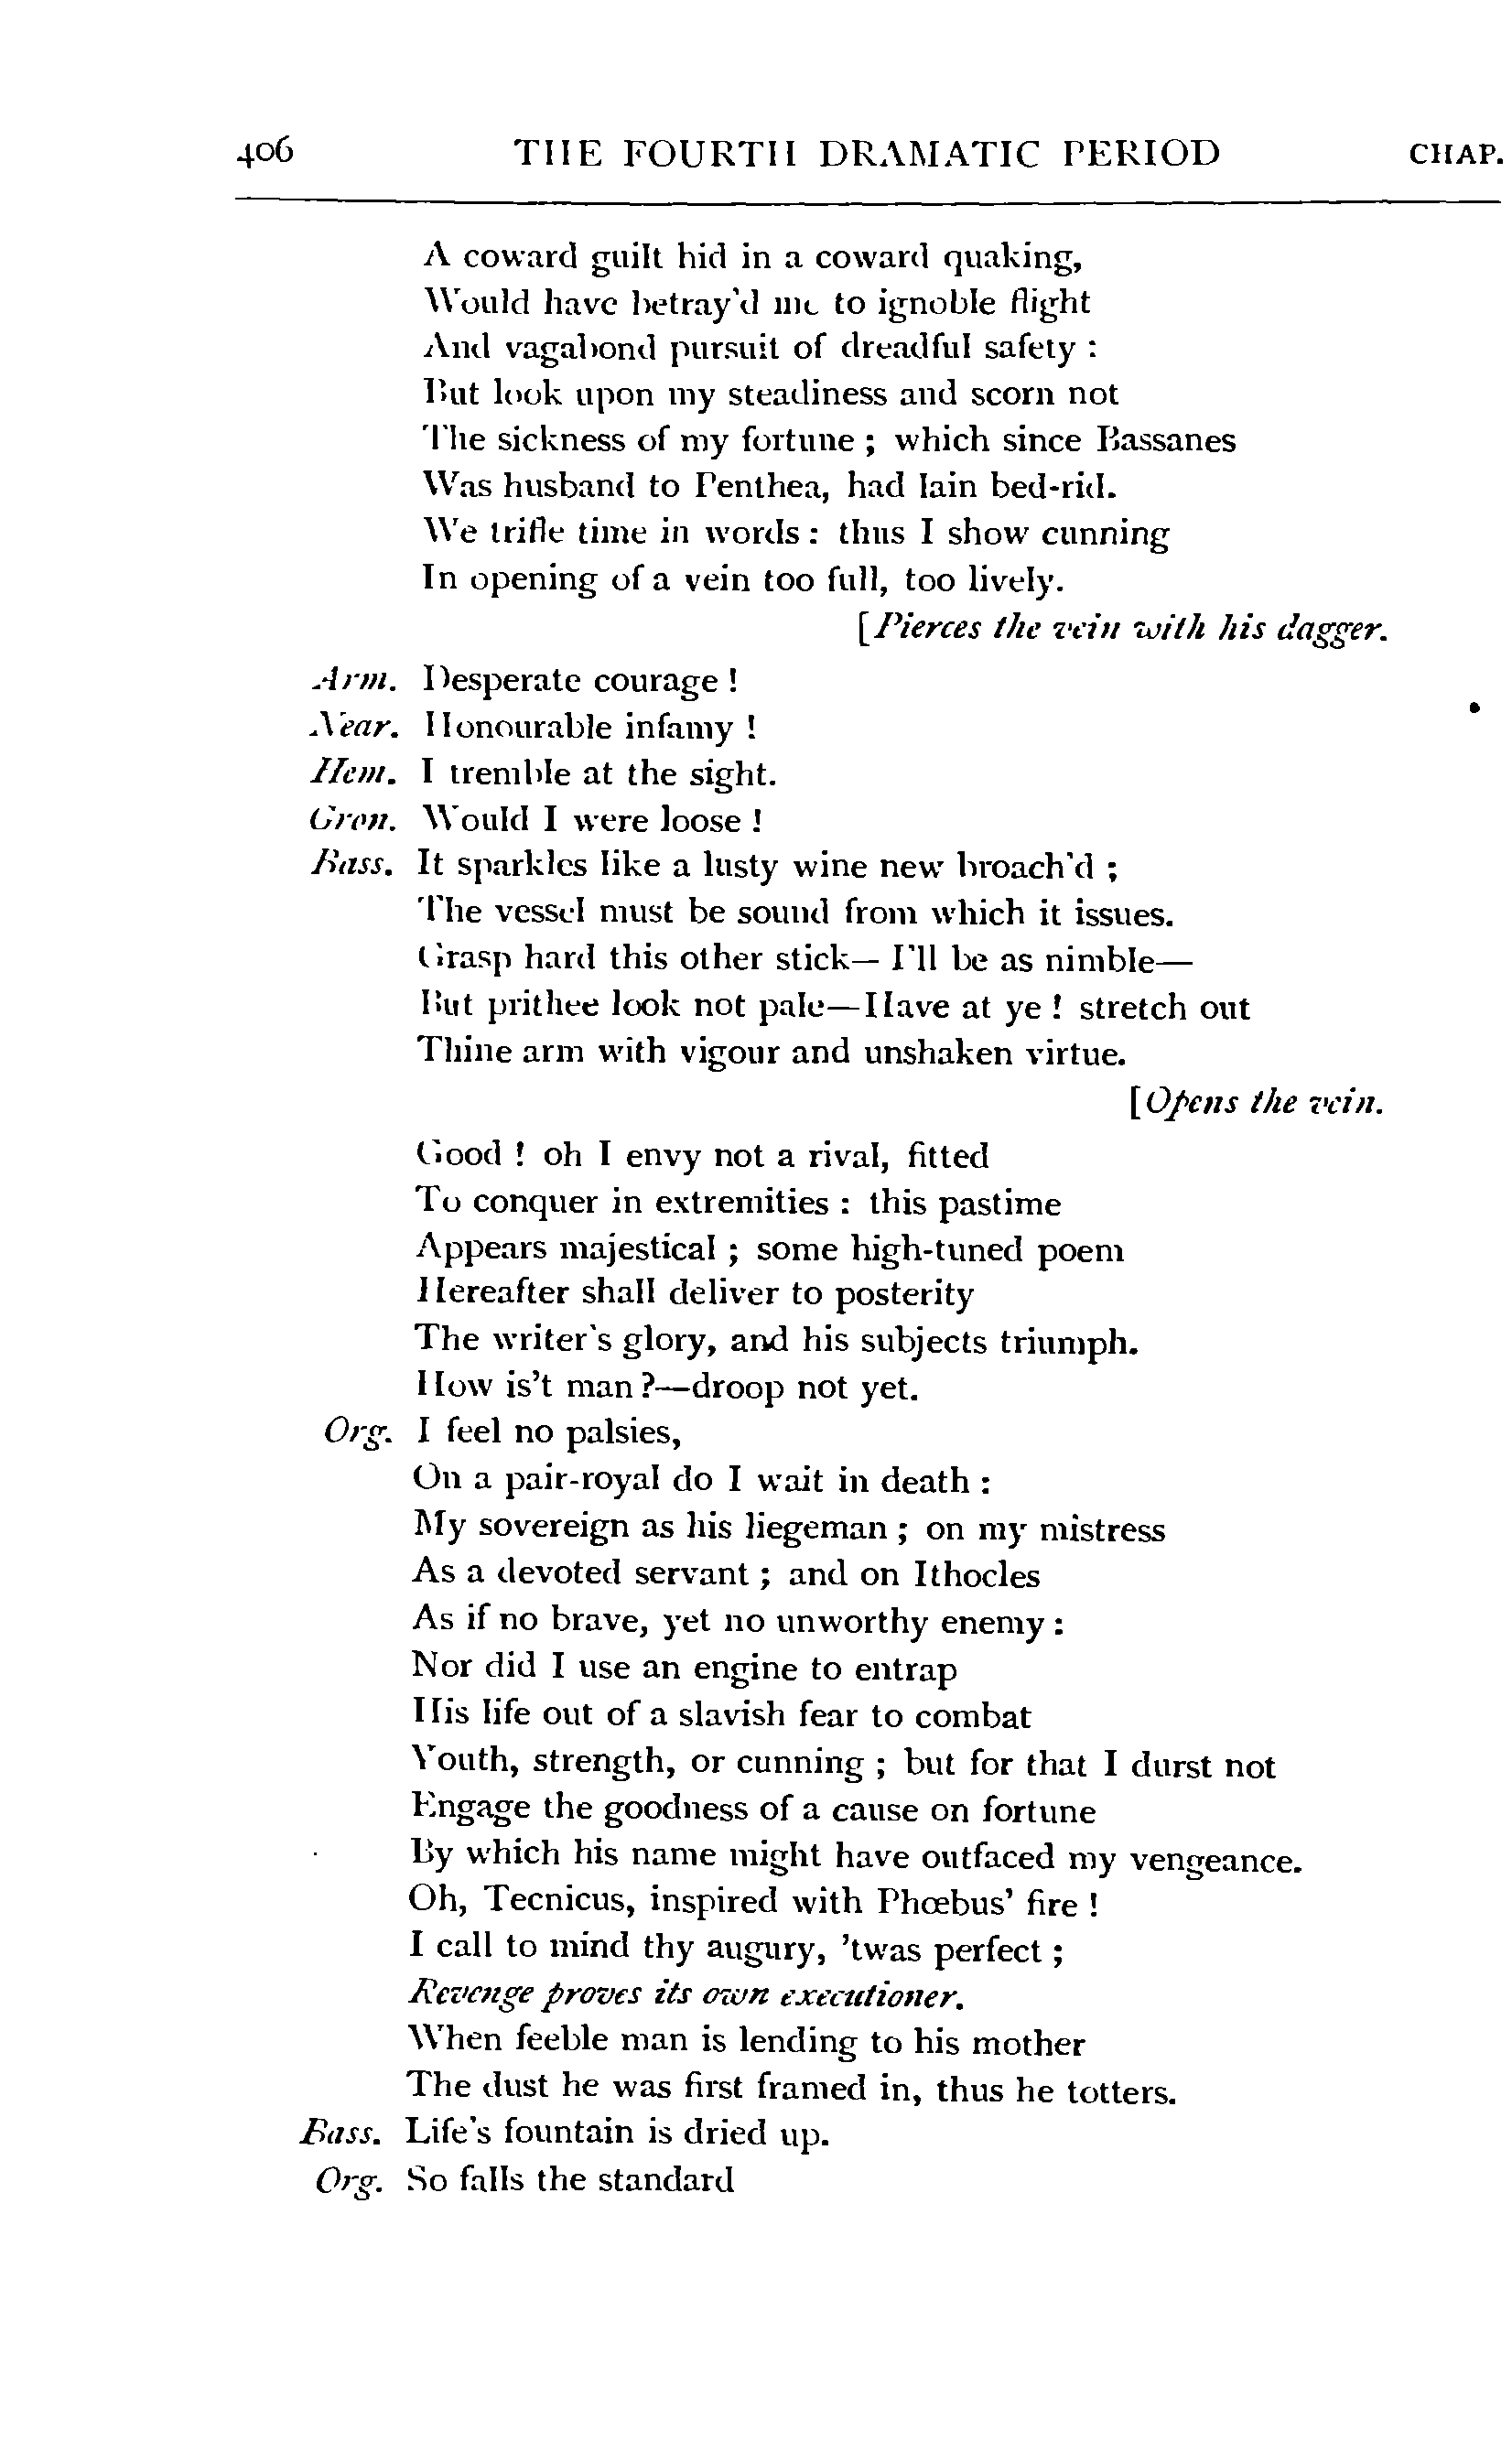 406 THE FOURTH DRAMATIC PERIOD CHAP.
A coward guilt hid in a coward quaking,
Would have betray'd me to ignoble flight
And vagabond pursuit of dreadful safety :
But look upon my steadiness and scorn not
The sickness of my fortune ; which since Bassanes
Was husband to Penthea, had lain bed-rid.
We trifle time in words : thus I show cunning
In opening of a vein too full, too lively.
[Pierces the vein with his dagger.
Arm. Desperate courage !
Near. Honourable infamy !
Hem. I tremble at the sight.
Gron. Would I were loose !
Bass. It sparkles like a lusty wine new broach'd ;
The vessel must be sound from which it issues.
Grasp hard this other stick— I'll be as nimble—
But prithee look not pale—Have at ye ! stretch out
Thine arm with vigour and unshaken virtue.
[Opens the vein.
Good ! oh I envy not a rival, fitted
To conquer in extremities : this pastime
Appears majestical ; some high-tuned poem
Hereafter shall deliver to posterity
The writer's glory, and his subjects triumph.
How is't man ?—droop not yet.
Org. I feel no palsies,
On a pair-royal do I wait in death :
My sovereign as his liegeman ; on my mistress
As a devoted servant ; and on Ithocles
As if no brave, yet no unworthy enemy :
Nor did I use an engine to entrap
His life out of a slavish fear to combat
Youth, strength, or cunning ; but for that I durst not
Engage the goodness of a cause on fortune
By which his name might have outfaced my vengeance.
Oh, Tecnicus, inspired with Phœbus' fire !
I call to mind thy augury, 'twas perfect ;
Revenge proves its own executioner.
When feeble man is lending to his mother
The dust he was first framed in, thus he totters.
Bass. Life's fountain is dried up.
Org. So falls the standard